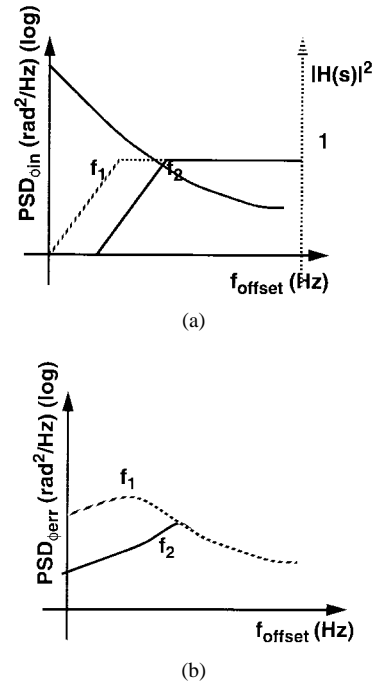 PSD_ϕin (rad²/Hz) (log)
|H(s)|²
1
f₁
f₂
f_offset (Hz)
(a)
PSD_ϕerr (rad²/Hz) (log)
f₁
f₂
f_offset (Hz)
(b)